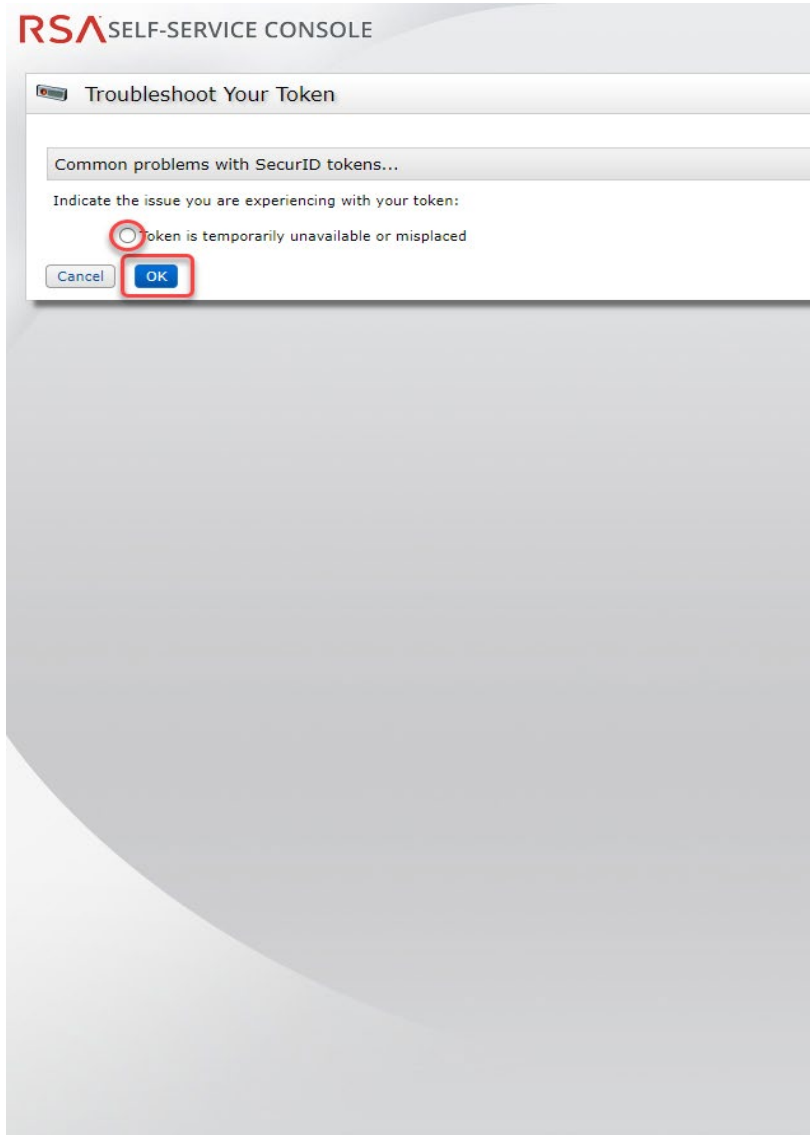 RSA SELF-SERVICE CONSOLE
Troubleshoot Your Token
Common problems with SecurID tokens...
Indicate the issue you are experiencing with your token:
Token is temporarily unavailable or misplaced
Cancel OK